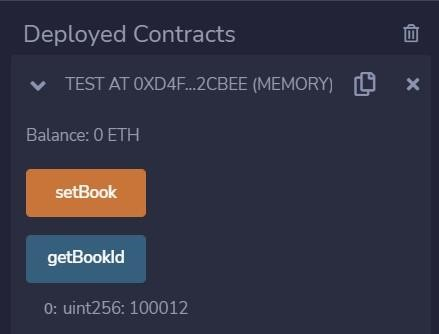 Deployed Contracts
TEST AT 0XD4F...2CBEE (MEMORY)
Balance: 0 ETH
setBook
getBookId
0: uint256: 100012